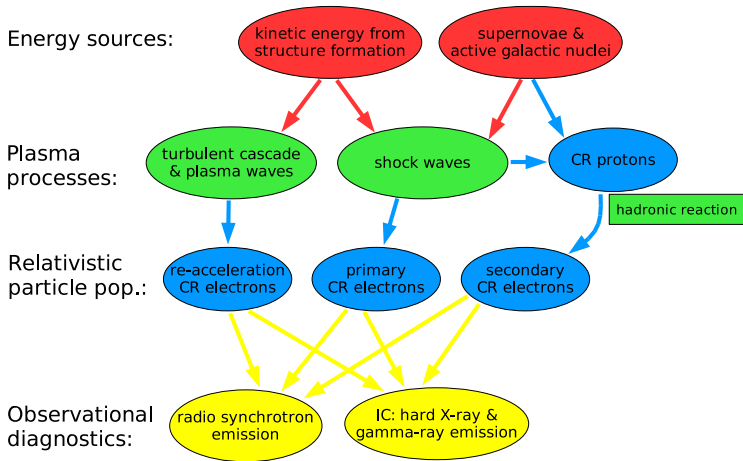 Energy sources:
kinetic energy from
structure formation
supernovae &
active galactic nuclei
Plasma
processes:
turbulent cascade
& plasma waves
shock waves
CR protons
hadronic reaction
Relativistic
particle pop.:
re-acceleration
CR electrons
primary
CR electrons
secondary
CR electrons
Observational
diagnostics:
radio synchrotron
emission
IC: hard X-ray &
gamma-ray emission